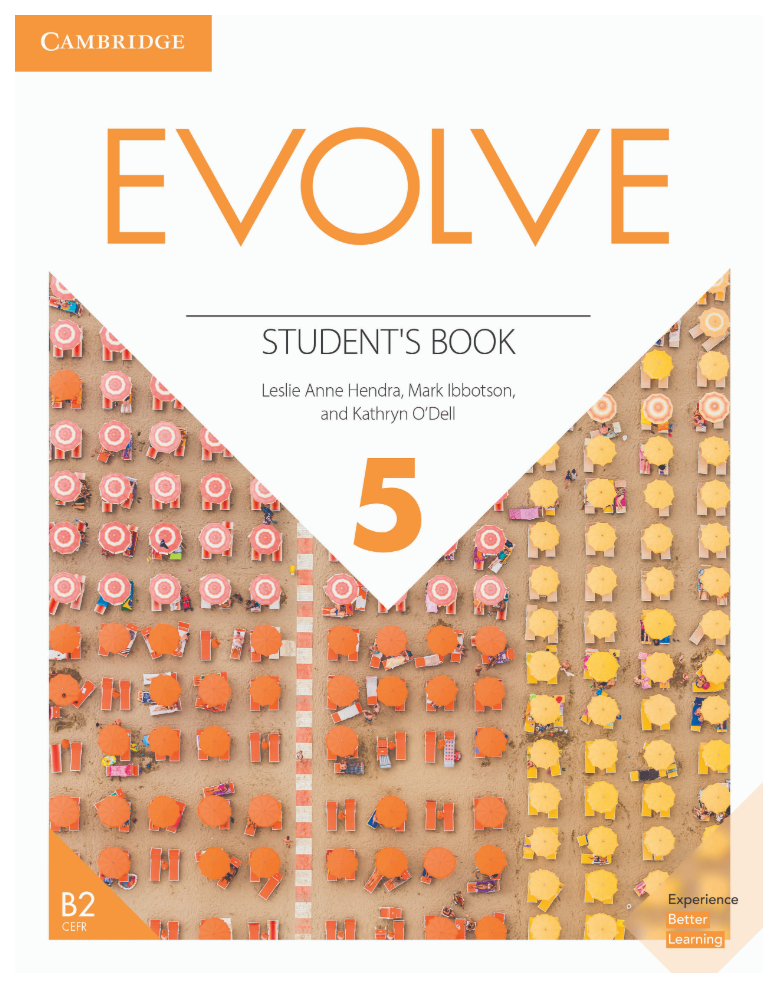 CAMBRIDGE
EVOLVE
STUDENT'S BOOK
Leslie Anne Hendra, Mark Ibbotson,
and Kathryn O'Dell
5
B2
CEFR
Experience
Better
Learning